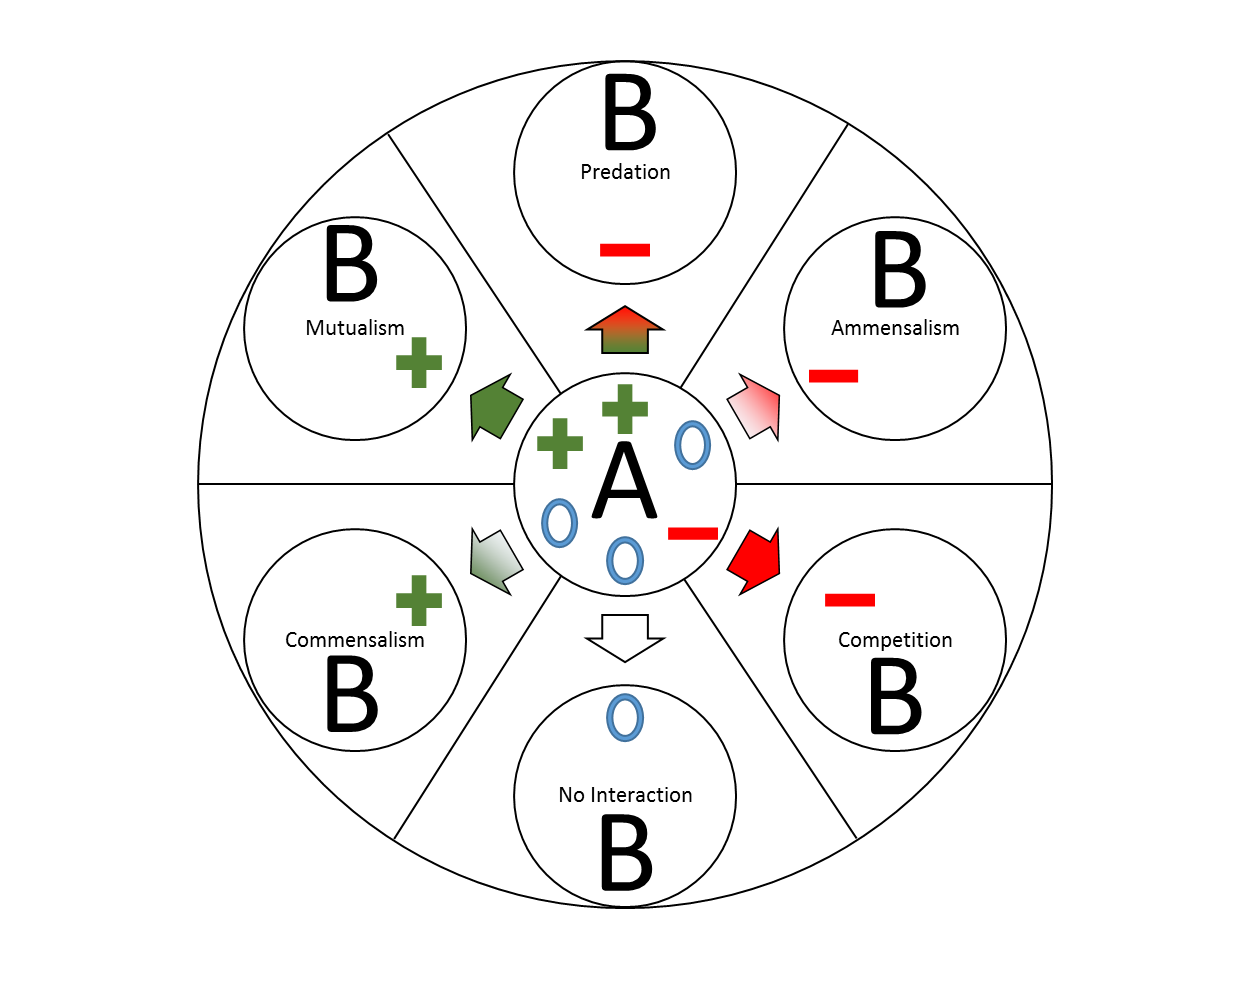 B
Predation
B
Mutualism
B
Ammensalism
A
Commensalism
B
Competition
B
No Interaction
B